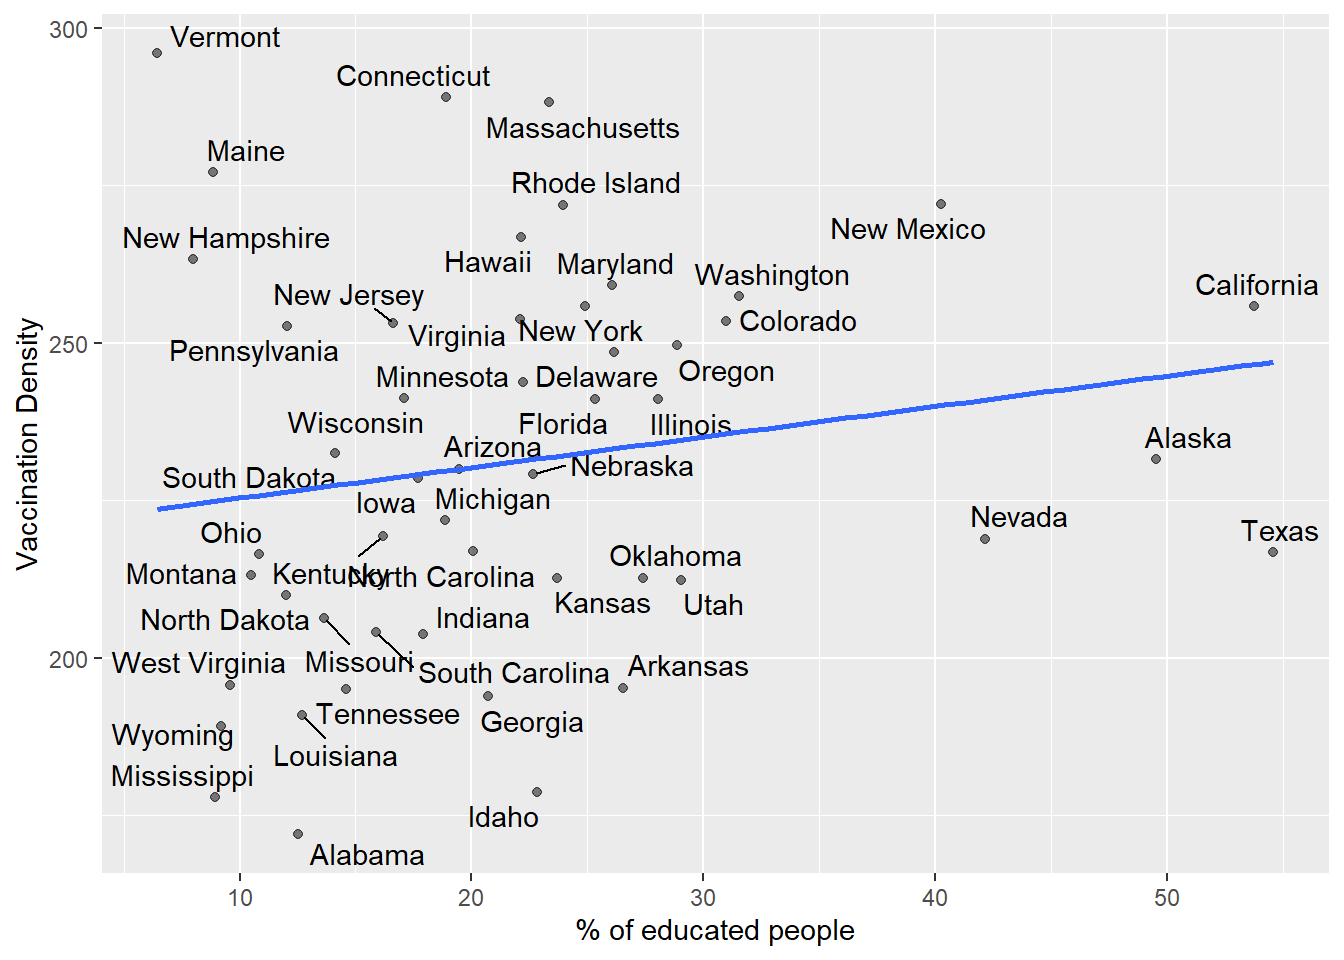 300
Vermont
Connecticut
Massachusetts
Maine
Rhode Island
New Mexico
New Hampshire
Hawaii
Maryland
Washington
California
New Jersey
Colorado
Virginia
New York
Pennsylvania
250
Oregon
Minnesota
Delaware
Wisconsin
Florida
Illinois
Arizona
Alaska
Nebraska
South Dakota
Iowa
Michigan
Nevada
Ohio
Texas
Oklahoma
Montana
Kentucky
North Carolina
Kansas
Utah
North Dakota
Indiana
200
West Virginia
Missouri
South Carolina
Arkansas
Tennessee
Georgia
Wyoming
Louisiana
Mississippi
Idaho
Alabama
Vaccination Density
10
20
30
40
50
% of educated people